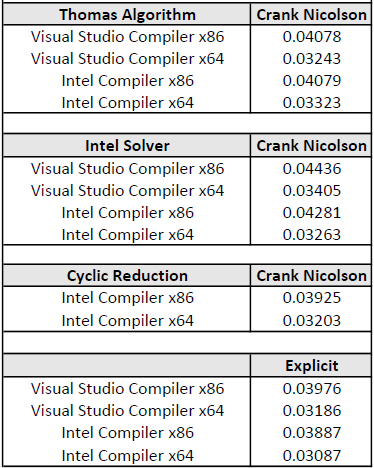 Thomas Algorithm Crank Nicolson
Visual Studio Compiler x86 0.04078
Visual Studio Compiler x64 0.03243
Intel Compiler x86 0.04079
Intel Compiler x64 0.03323
Intel Solver Crank Nicolson
Visual Studio Compiler x86 0.04436
Visual Studio Compiler x64 0.03405
Intel Compiler x86 0.04281
Intel Compiler x64 0.03263
Cyclic Reduction Crank Nicolson
Intel Compiler x86 0.03925
Intel Compiler x64 0.03203
Explicit
Visual Studio Compiler x86 0.03976
Visual Studio Compiler x64 0.03186
Intel Compiler x86 0.03887
Intel Compiler x64 0.03087